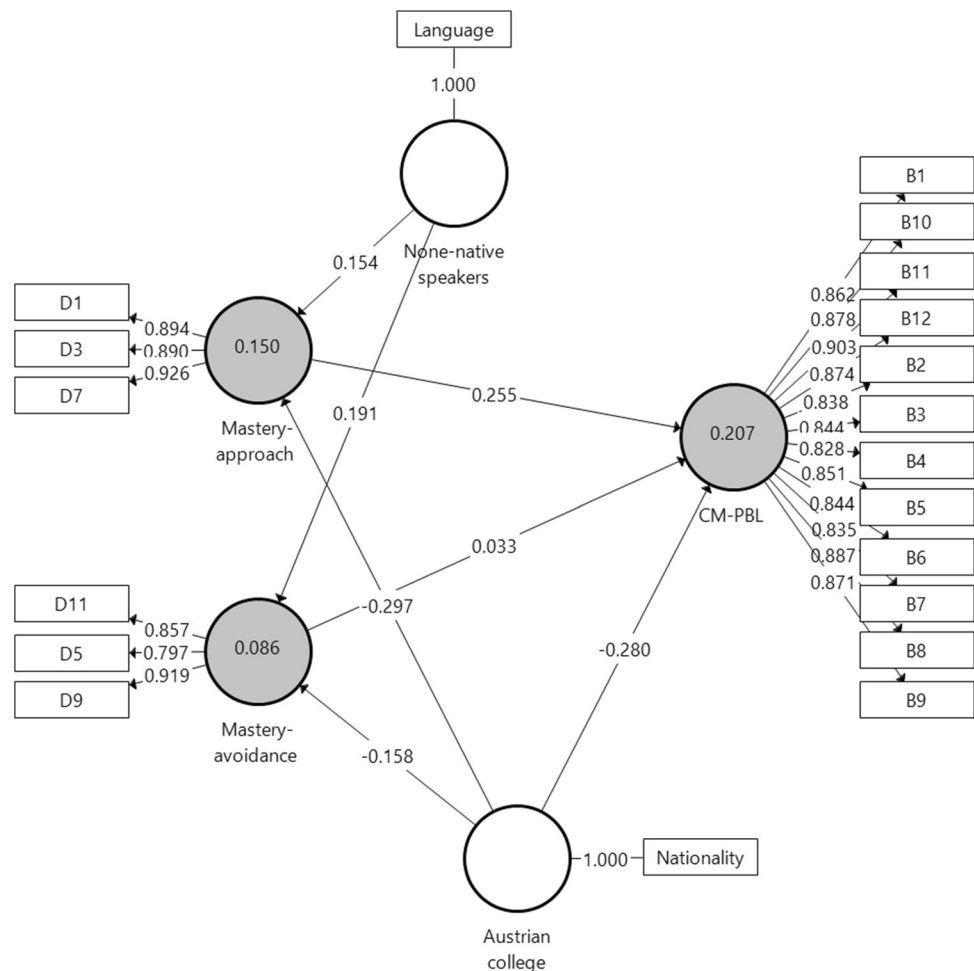 Language
1.000
None-native
speakers
0.154
0.191
D1
D3
D7
0.894
0.890
0.926
0.150
Mastery-
approach
0.255
B1
B10
B11
B12
B2
B3
B4
B5
B6
B7
B8
B9
0.862
0.878
0.903
0.874
0.838
0.844
0.828
0.851
0.844
0.835
0.887
0.871
0.207
CM-PBL
0.033
-0.297
-0.280
D11
D5
D9
0.857
0.797
0.919
0.086
Mastery-
avoidance
-0.158
1.000
Nationality
Austrian
college